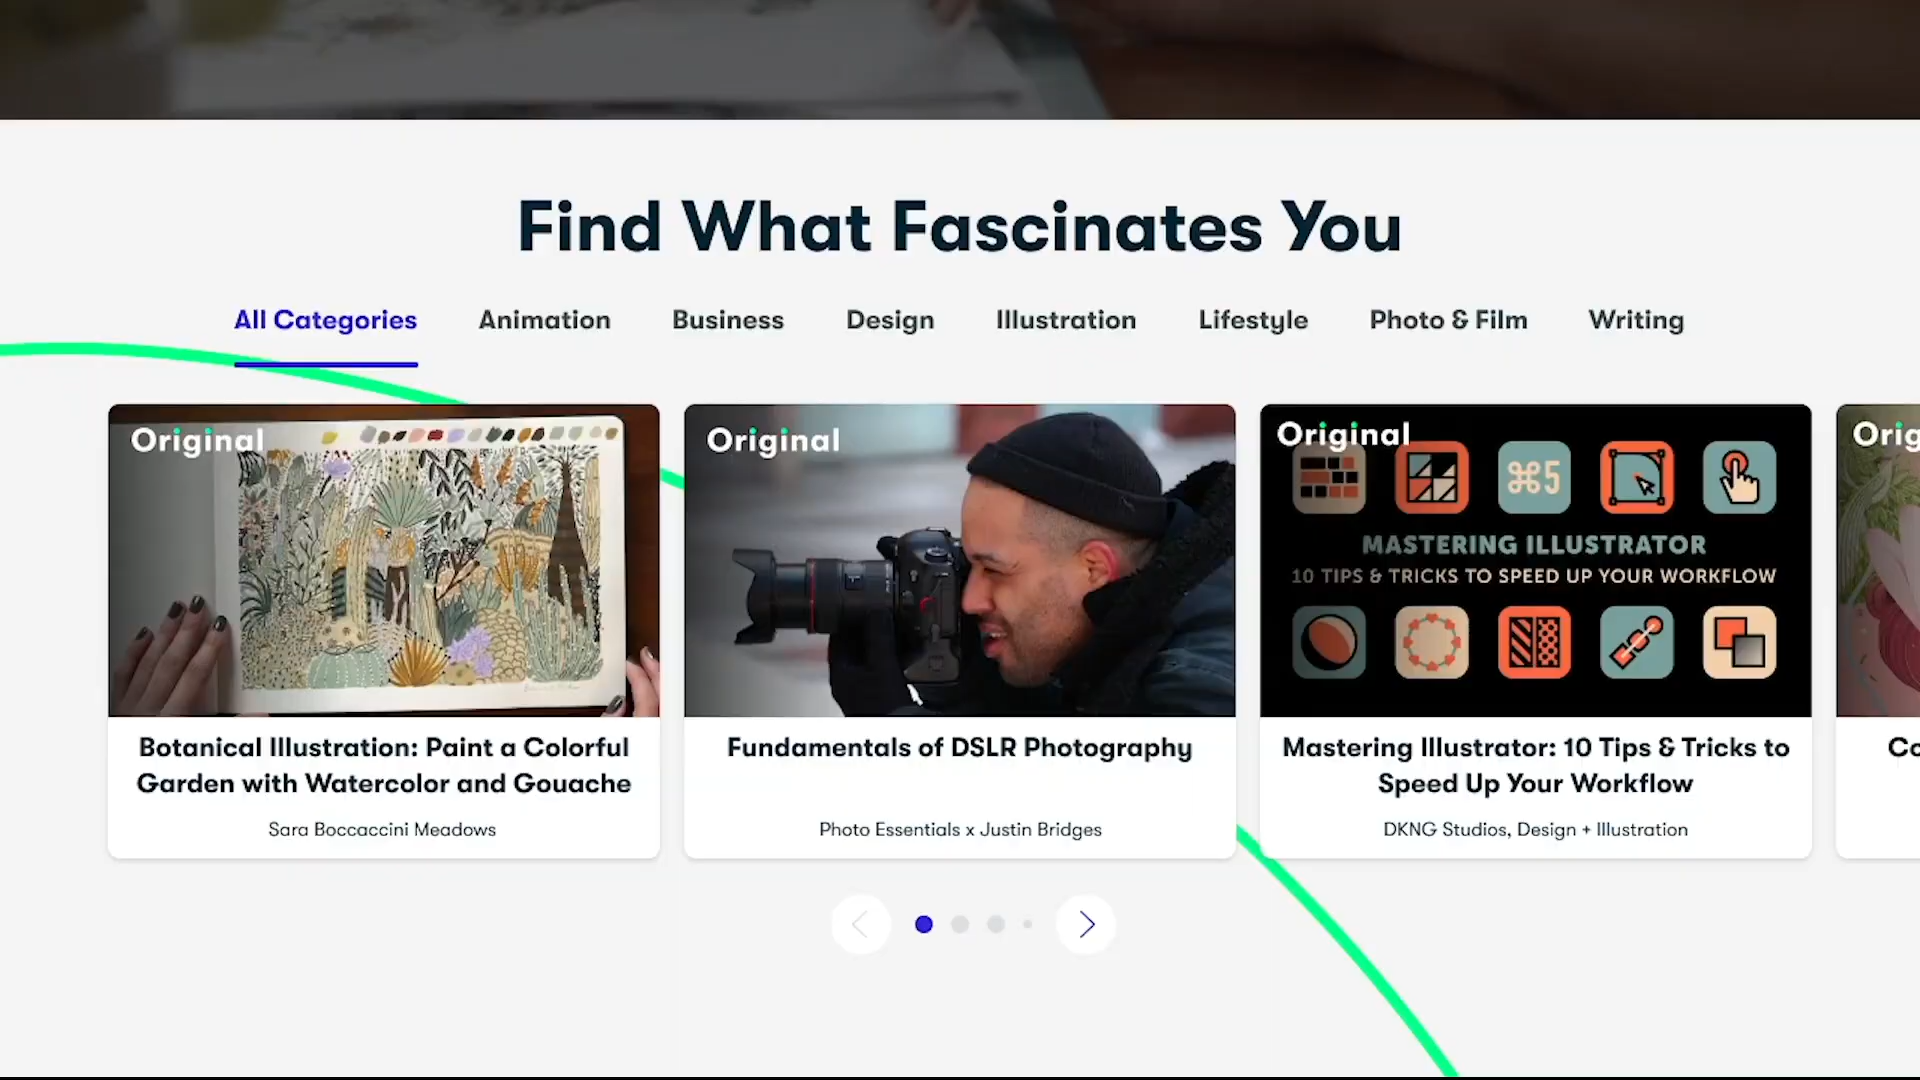 Find What Fascinates You
All Categories Animation Business Design Illustration Lifestyle Photo & Film Writing
Original
Botanical Illustration: Paint a Colorful
Garden with Watercolor and Gouache
Sara Boccaccini Meadows
Original
Fundamentals of DSLR Photography
Photo Essentials x Justin Bridges
Original
⌘5
MASTERING ILLUSTRATOR
10 TIPS & TRICKS TO SPEED UP YOUR WORKFLOW
Mastering Illustrator: 10 Tips & Tricks to
Speed Up Your Workflow
DKNG Studios, Design + Illustration
Orig
Co